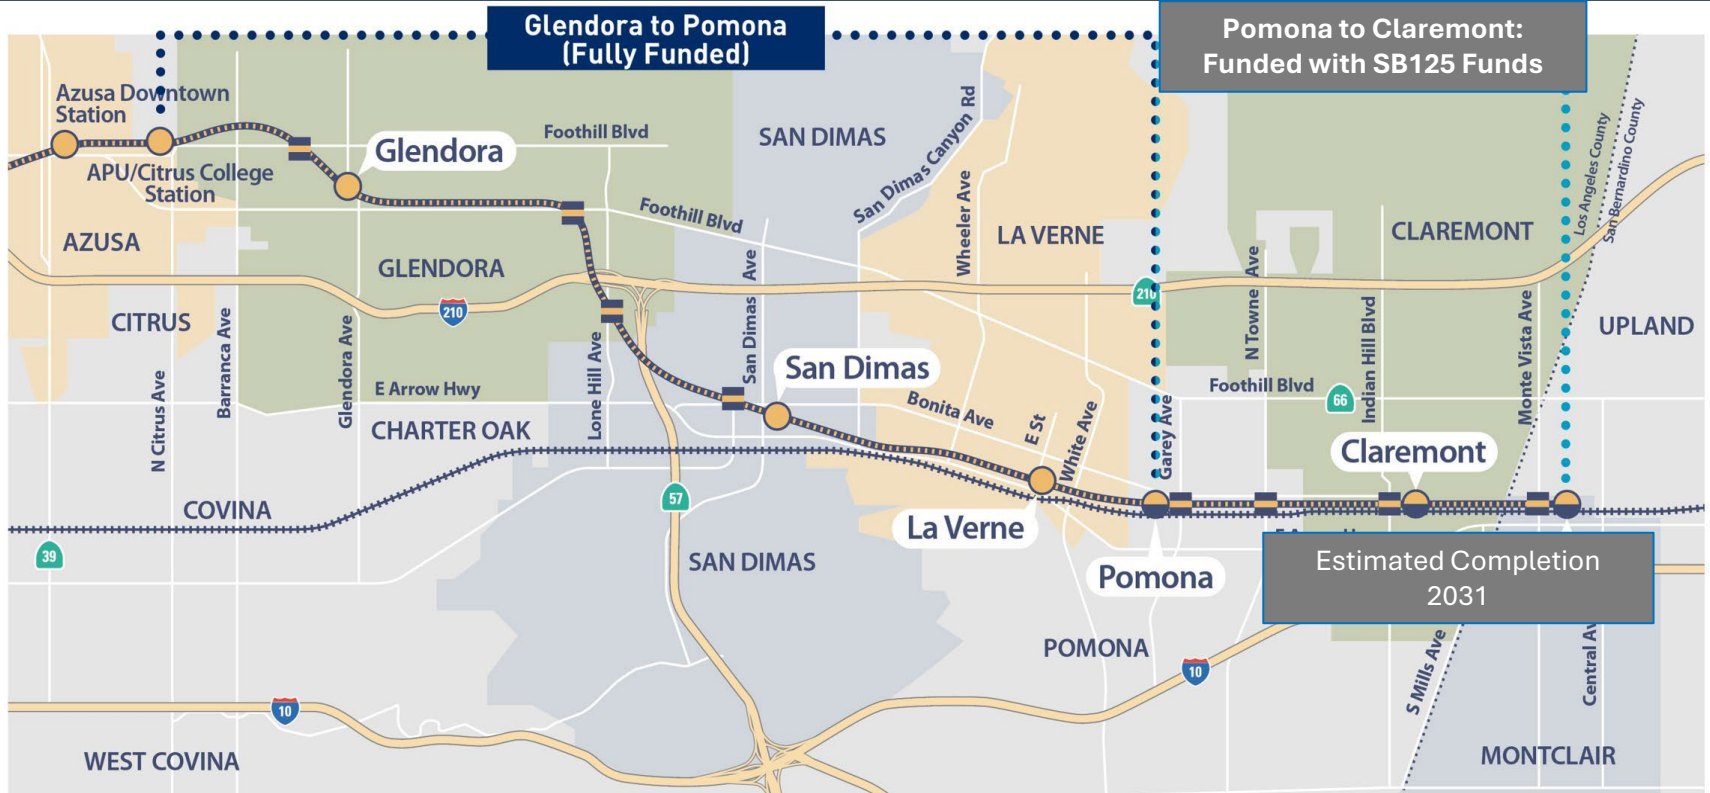 Glendora to Pomona
(Fully Funded)
Pomona to Claremont:
Funded with SB125 Funds
Azusa Downtown
Station
APU/Citrus College
Station
Glendora
Foothill Blvd
SAN DIMAS
San Dimas Canyon Rd
Wheeler Ave
LA VERNE
Los Angeles County
San Bernardino County
CLAREMONT
AZUSA
Foothill Blvd
GLENDORA
210
CITRUS
Barranca Ave
Glendora Ave
N Citrus Ave
Lone Hill Ave
San Dimas Ave
210
N Towne Ave
Indian Hill Blvd
Monte Vista Ave
UPLAND
E Arrow Hwy
San Dimas
Bonita Ave
E St
White Ave
Garey Ave
Foothill Blvd
66
CHARTER OAK
Claremont
COVINA
57
La Verne
39
SAN DIMAS
Pomona
Estimated Completion
2031
POMONA
10
10
S Mills Ave
Central
WEST COVINA
MONTCLAIR